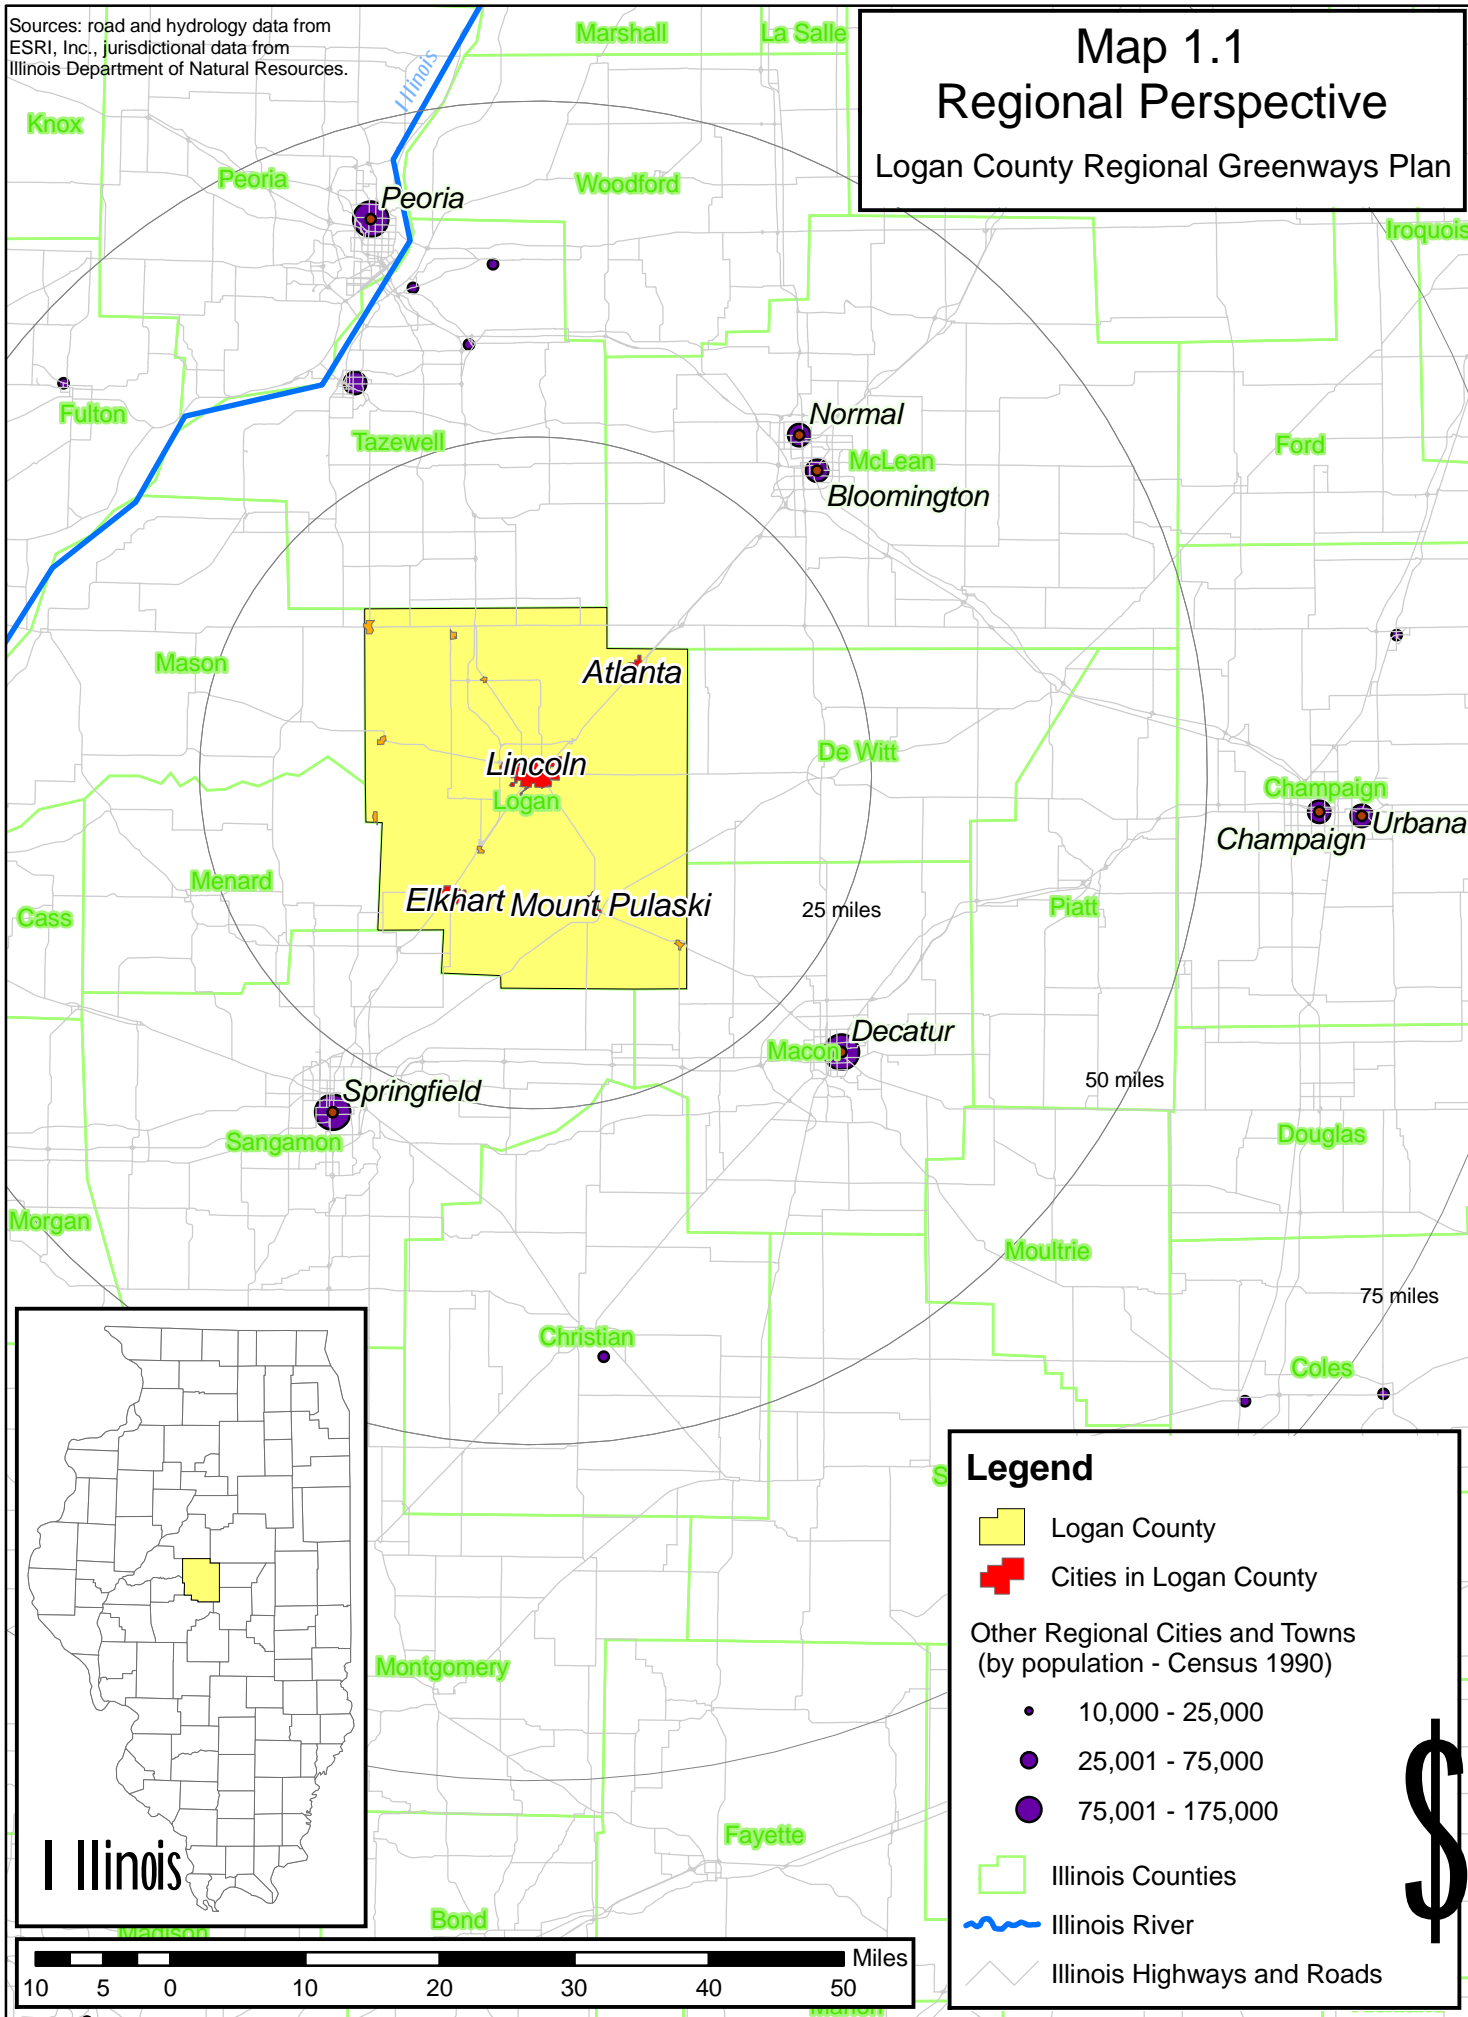 Sources: road and hydrology data from
ESRI, Inc., jurisdictional data from
Illinois Department of Natural Resources.
Map 1.1
Regional Perspective
Logan County Regional Greenways Plan
Marshall
La Salle
Illinois
Knox
Peoria
Peoria
Woodford
Iroquois
Normal
Fulton
Tazewell
McLean
Ford
Bloomington
Mason
Atlanta
De Witt
Lincoln
Logan
Champaign
Champaign
Urbana
Menard
Elkhart
Mount Pulaski
25 miles
Piatt
Cass
Decatur
Macon
50 miles
Springfield
Sangamon
Douglas
Morgan
Moultrie
75 miles
Christian
Coles
S
Montgomery
Fayette
Bond
Madison
Marion
Illinois
Legend
Logan County
Cities in Logan County
Other Regional Cities and Towns
(by population - Census 1990)
10,000 - 25,000
25,001 - 75,000
75,001 - 175,000
$
Illinois Counties
Illinois River
Illinois Highways and Roads
Miles
10 5 0 10 20 30 40 50